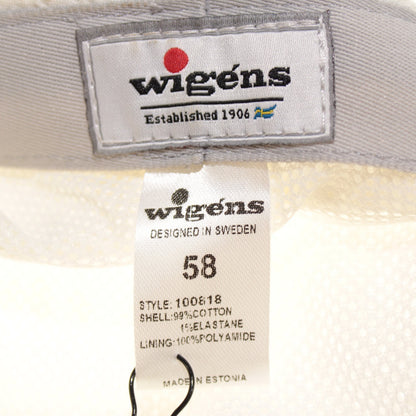 wigéns
Established 1906
wigéns
DESIGNED IN SWEDEN
58
STYLE: 100818
SHELL: 99%COTTON
1%ELASTANE
LINING: 100%POLYAMIDE
MADE IN ESTONIA